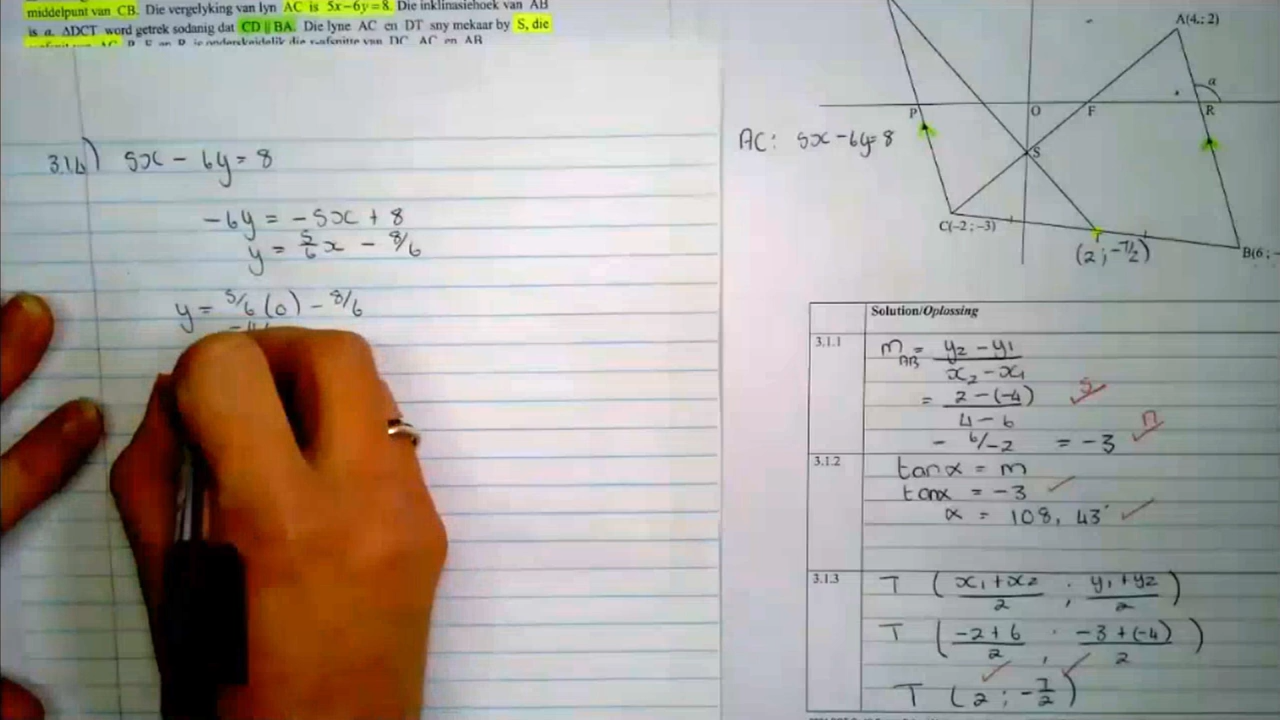 middelpunt van CB. Die vergelyking van lyn AC is 5x−6y=8. Die inklinasiehoek van AB
is α. ΔDCT word getrek sodanig dat CD || BA. Die lyne AC en DT sny mekaar by S, die
3.1.b) 5x − 6y = 8
−6y = −5x + 8
y = 5/6 x − 8/6
y = 5/6 (0) − 8/6
AC: 5x − 6y = 8
A(4 ; 2)
α
P
O
F
R
S
C(−2 ; −3)
T
(2 ; −7/2)
B(6 ;
Solution/Oplossing
3.1.1
m AB = y2 − y1 / x2 − x1
= 2 − (−4) / 4 − 6
− 6/−2 = −3
3.1.2
tan α = m
tan α = −3
α = 108, 43°
3.1.3
T ( x1 + x2 / 2 ; y1 + y2 / 2 )
T ( −2 + 6 / 2 ; −3 + (−4) / 2 )
T ( 2 ; −7/2 )